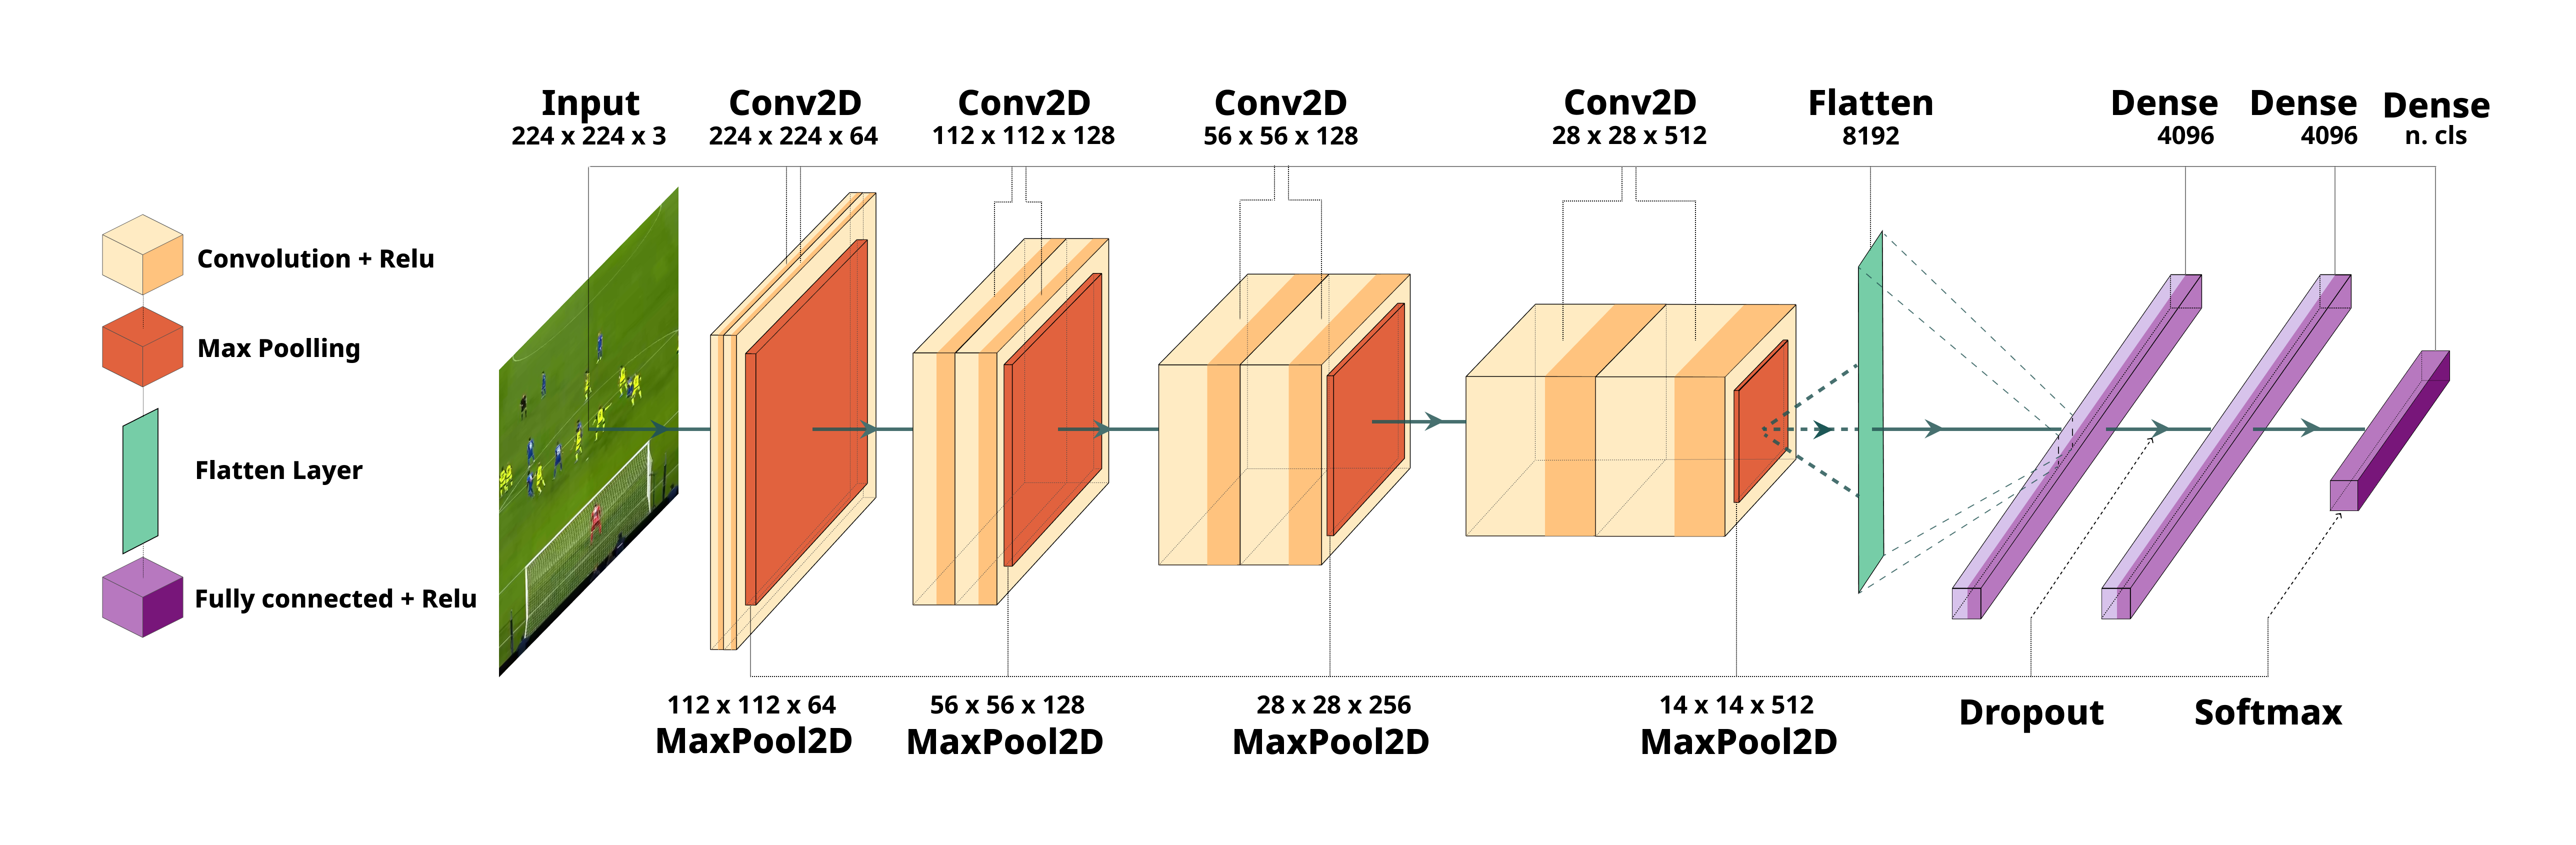 Input
224 x 224 x 3
Conv2D
224 x 224 x 64
Conv2D
112 x 112 x 128
Conv2D
56 x 56 x 128
Conv2D
28 x 28 x 512
Flatten
8192
Dense
4096
Dense
4096
Dense
n. cls
Convolution + Relu
Max Poolling
Flatten Layer
Fully connected + Relu
112 x 112 x 64
MaxPool2D
56 x 56 x 128
MaxPool2D
28 x 28 x 256
MaxPool2D
14 x 14 x 512
MaxPool2D
Dropout
Softmax